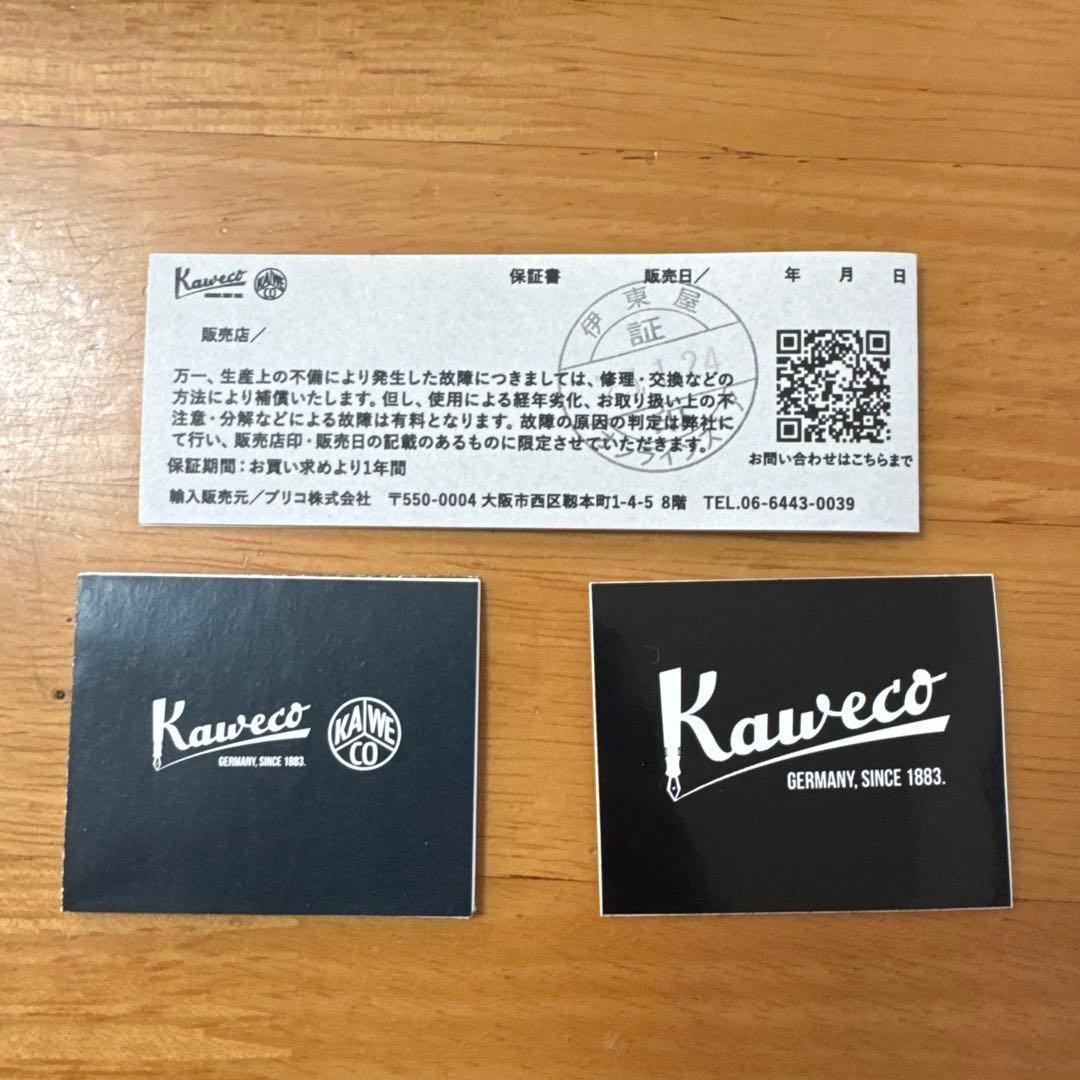 Kaweco KAWECO 保証書 販売日／ 年 月 日
販売店／
伊東屋
証
1.24
万一、生産上の不備により発生した故障につきましては、修理・交換などの
方法により補償いたします。但し、使用による経年劣化、お取り扱い上の不
注意・分解などによる故障は有料となります。故障の原因の判定は弊社に
て行い、販売店印・販売日の記載のあるものに限定させていただきます。
保証期間：お買い求めより1年間
お問い合わせはこちらまで
輸入販売元／プリコ株式会社 〒550-0004 大阪市西区靱本町1-4-5 8階 TEL.06-6443-0039
Kaweco
GERMANY, SINCE 1883.
KAWECO
Kaweco
GERMANY, SINCE 1883.